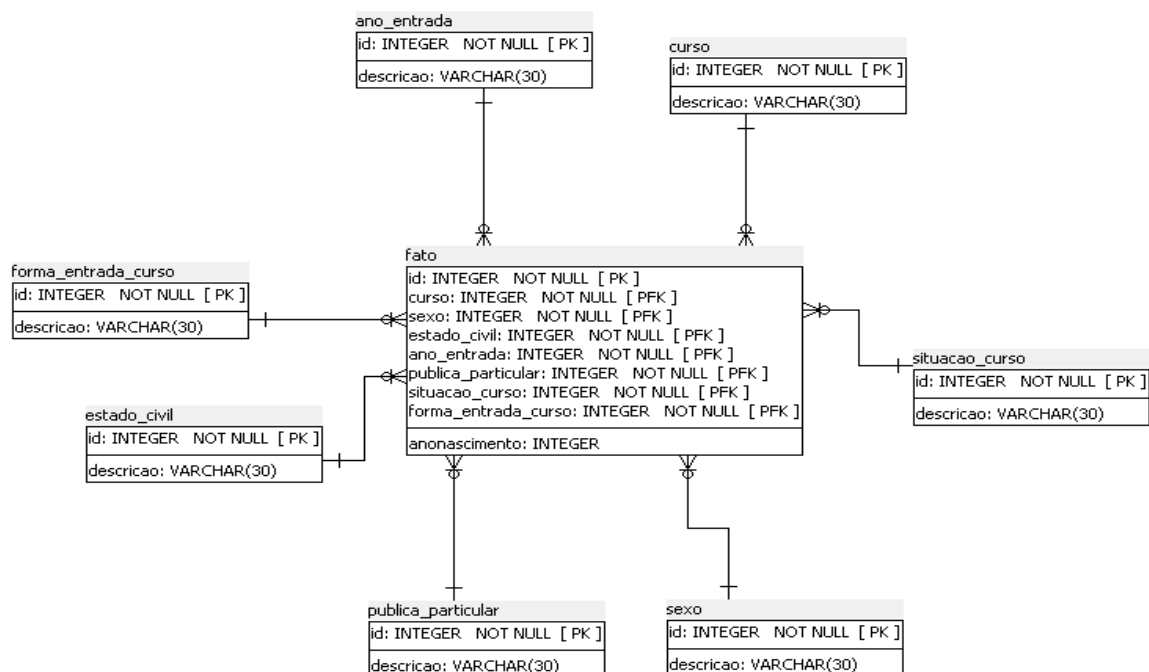 ano_entrada
id: INTEGER NOT NULL [ PK ]
descricao: VARCHAR(30)
curso
id: INTEGER NOT NULL [ PK ]
descricao: VARCHAR(30)
forma_entrada_curso
id: INTEGER NOT NULL [ PK ]
descricao: VARCHAR(30)
fato
id: INTEGER NOT NULL [ PK ]
curso: INTEGER NOT NULL [ PFK ]
sexo: INTEGER NOT NULL [ PFK ]
estado_civil: INTEGER NOT NULL [ PFK ]
ano_entrada: INTEGER NOT NULL [ PFK ]
publica_particular: INTEGER NOT NULL [ PFK ]
situacao_curso: INTEGER NOT NULL [ PFK ]
forma_entrada_curso: INTEGER NOT NULL [ PFK ]
anonascimento: INTEGER
situacao_curso
id: INTEGER NOT NULL [ PK ]
descricao: VARCHAR(30)
estado_civil
id: INTEGER NOT NULL [ PK ]
descricao: VARCHAR(30)
publica_particular
id: INTEGER NOT NULL [ PK ]
descricao: VARCHAR(30)
sexo
id: INTEGER NOT NULL [ PK ]
descricao: VARCHAR(30)